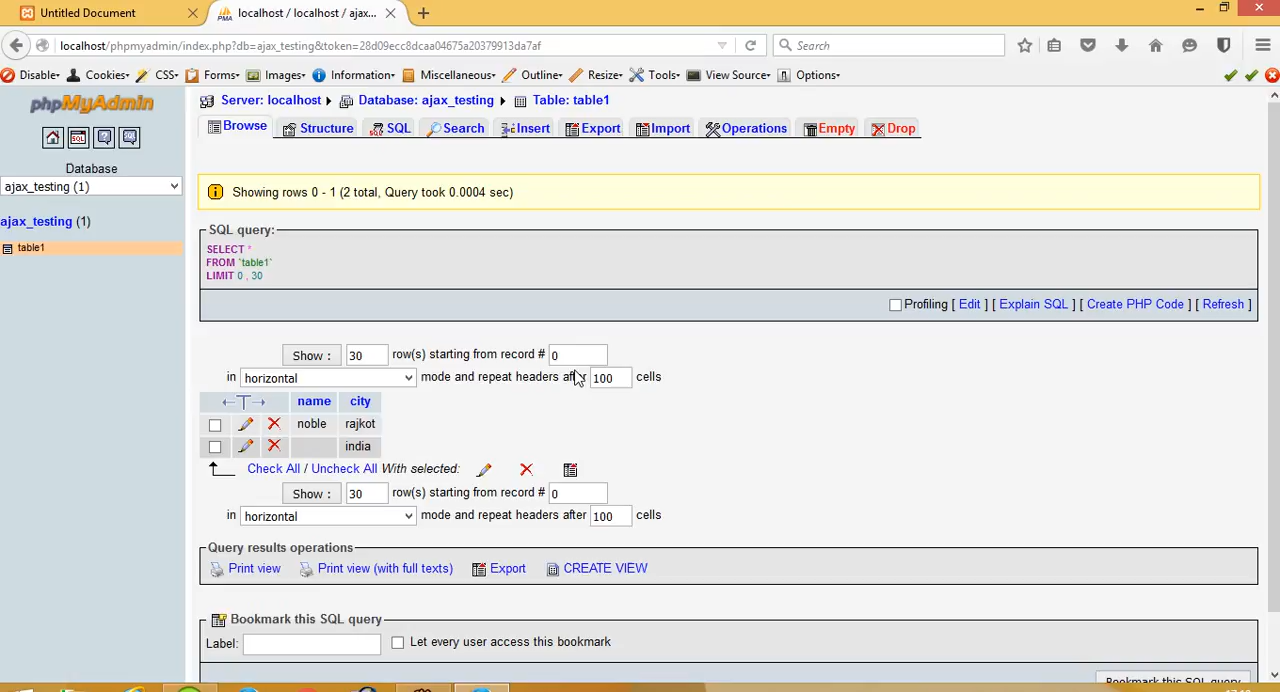 Untitled Document
PMA localhost / localhost / ajax...
localhost/phpmyadmin/index.php?db=ajax_testing&token=28d09ecc8dcaa04675a20379913da7af
Search
Disable Cookies CSS Forms Images Information Miscellaneous Outline Resize Tools View Source Options
phpMyAdmin
Server: localhost Database: ajax_testing Table: table1
Browse Structure SQL Search Insert Export Import Operations Empty Drop
SQL
Database
ajax_testing (1)
ajax_testing (1)
table1
Showing rows 0 - 1 (2 total, Query took 0.0004 sec)
SQL query:
SELECT *
FROM `table1`
LIMIT 0 , 30
Profiling [ Edit ] [ Explain SQL ] [ Create PHP Code ] [ Refresh ]
Show : 30 row(s) starting from record # 0
in horizontal mode and repeat headers after 100 cells
←T→ name city
noble rajkot
india
Check All / Uncheck All With selected:
Show : 30 row(s) starting from record # 0
in horizontal mode and repeat headers after 100 cells
Query results operations
Print view Print view (with full texts) Export CREATE VIEW
Bookmark this SQL query
Label: Let every user access this bookmark
Bookmark this SQL query